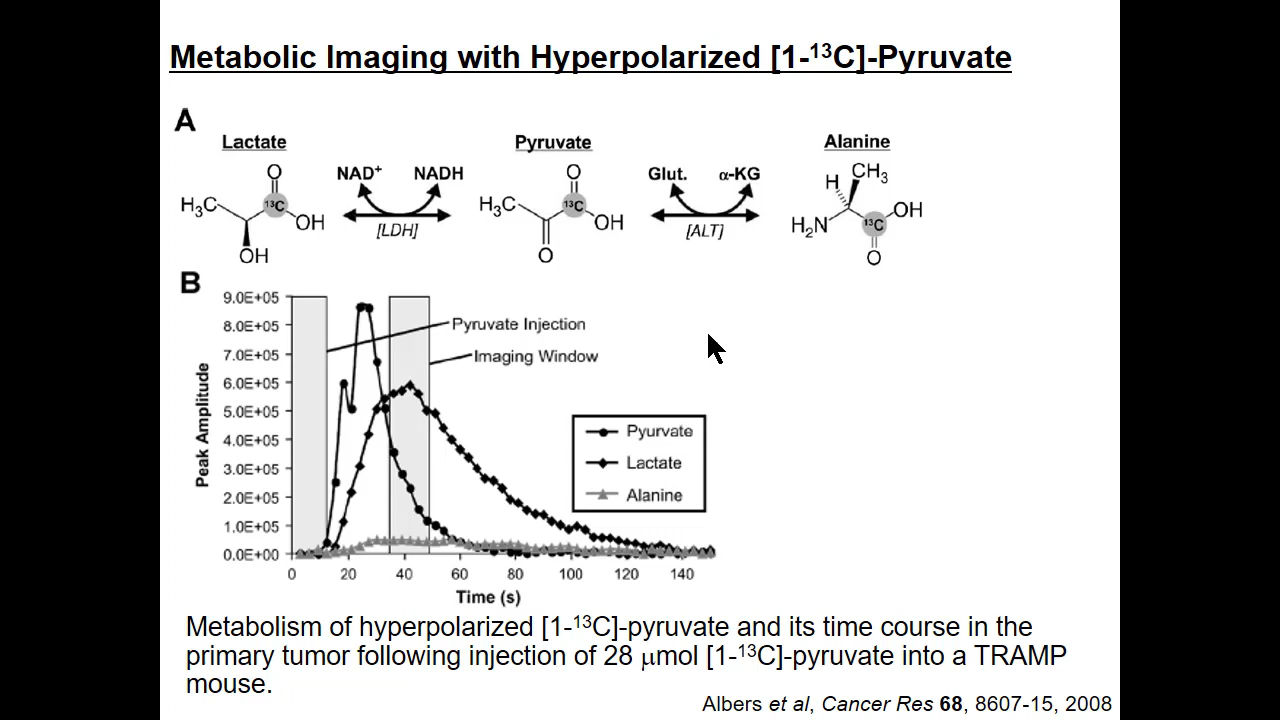 Metabolic Imaging with Hyperpolarized [1-¹³C]-Pyruvate
A
Lactate
Pyruvate
Alanine
NAD⁺
NADH
Glut.
α-KG
[LDH]
[ALT]
O
H₃C
¹³C
OH
OH
O
H₃C
¹³C
OH
O
H
CH₃
H₂N
¹³C
OH
O
B
Peak Amplitude
9.0E+05
8.0E+05
7.0E+05
6.0E+05
5.0E+05
4.0E+05
3.0E+05
2.0E+05
1.0E+05
0.0E+00
Pyruvate Injection
Imaging Window
Pyurvate
Lactate
Alanine
0 20 40 60 80 100 120 140
Time (s)
Metabolism of hyperpolarized [1-¹³C]-pyruvate and its time course in the
primary tumor following injection of 28 μmol [1-¹³C]-pyruvate into a TRAMP
mouse.
Albers et al, Cancer Res 68, 8607-15, 2008